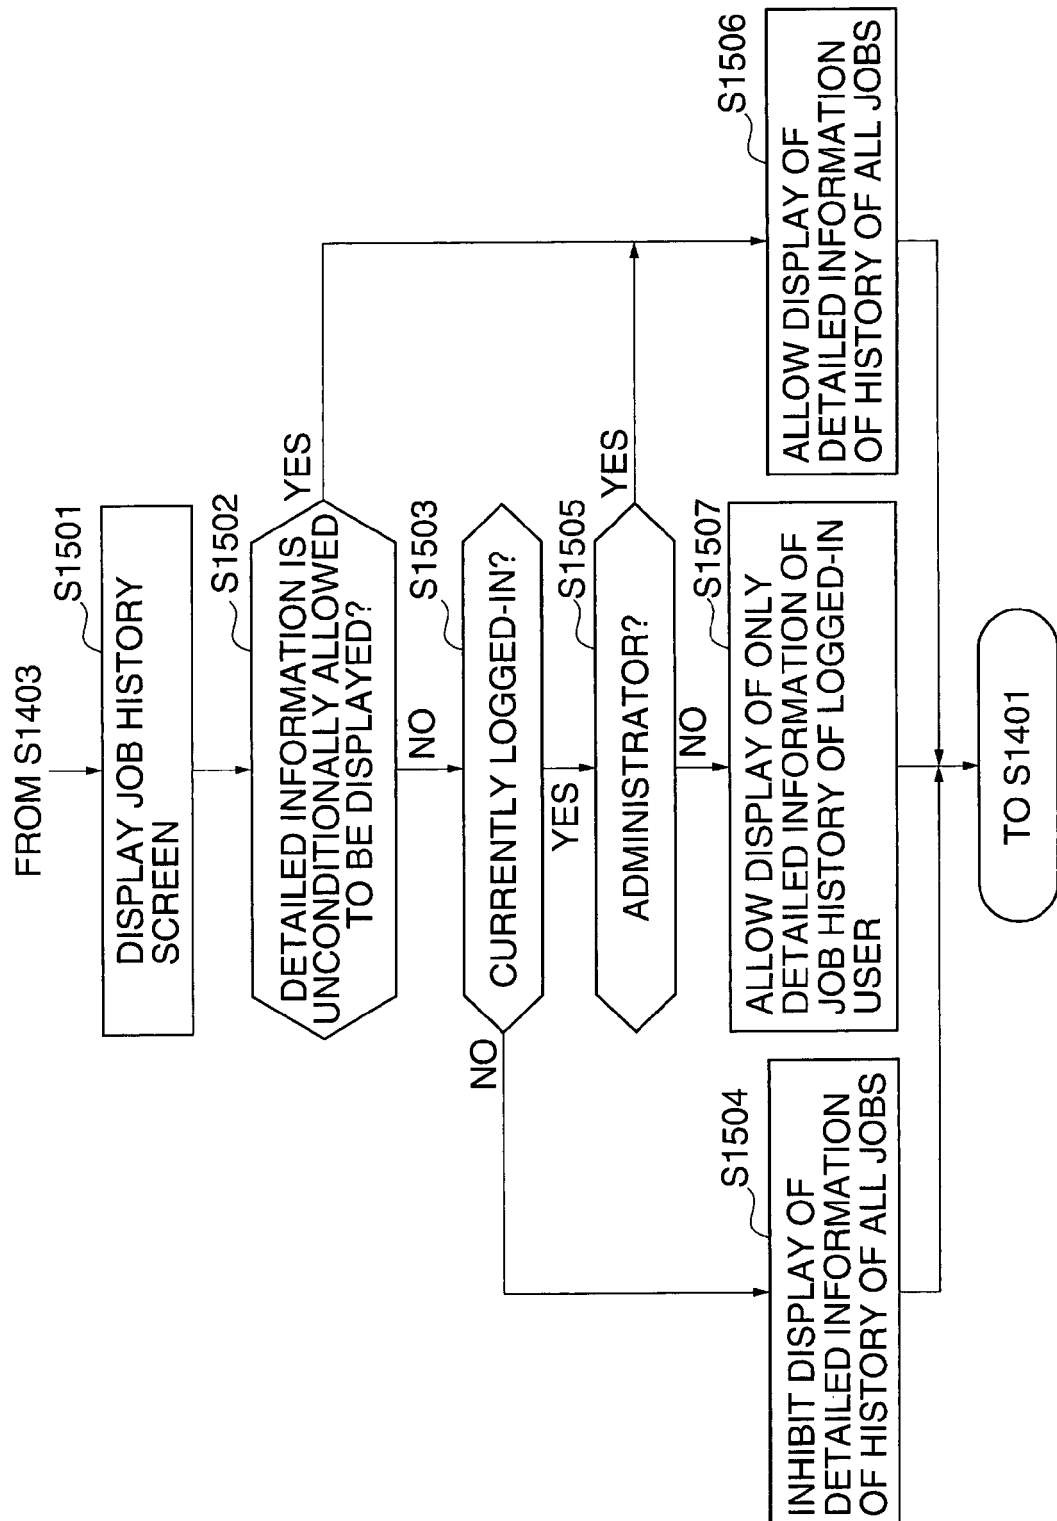 FROM S1403
S1501
DISPLAY JOB HISTORY
SCREEN
S1502
DETAILED INFORMATION IS
UNCONDITIONALLY ALLOWED
TO BE DISPLAYED?
YES
NO
S1503
CURRENTLY LOGGED-IN?
NO
YES
S1505
ADMINISTRATOR?
YES
NO
S1504
INHIBIT DISPLAY OF
DETAILED INFORMATION
OF HISTORY OF ALL JOBS
S1507
ALLOW DISPLAY OF ONLY
DETAILED INFORMATION OF
JOB HISTORY OF LOGGED-IN
USER
S1506
ALLOW DISPLAY OF
DETAILED INFORMATION
OF HISTORY OF ALL JOBS
TO S1401